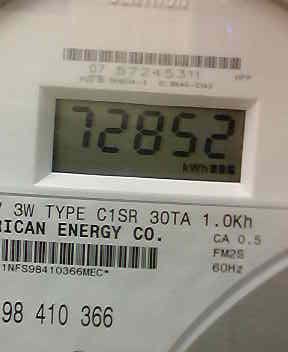 07 57245311
72852
kWh
3W TYPE C1SR 30TA 1.0Kh
RICAN ENERGY CO.
CA 0.5
FM2S
60Hz
1NFS98410366MEC*
98 410 366